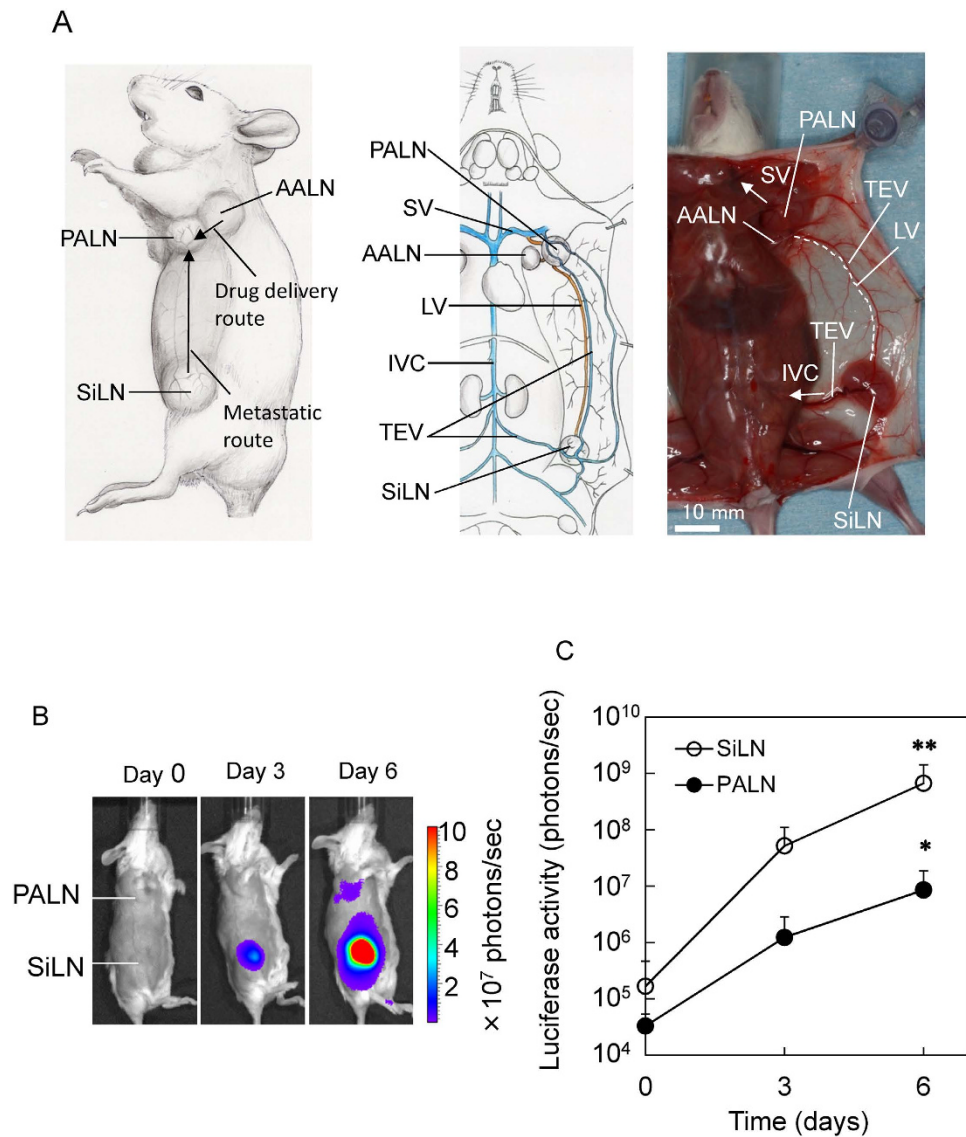 A
AALN
PALN
Drug delivery
route
SiLN
Metastatic
route
PALN
SV
AALN
LV
IVC
TEV
SiLN
PALN
SV
TEV
AALN
LV
TEV
IVC
10 mm
SiLN
B
Day 0
Day 3
Day 6
PALN
SiLN
10
8
6
4
2
× 10⁷ photons/sec
C
Luciferase activity (photons/sec)
10¹⁰
10⁹
10⁸
10⁷
10⁶
10⁵
10⁴
SiLN
PALN
**
*
0
3
6
Time (days)